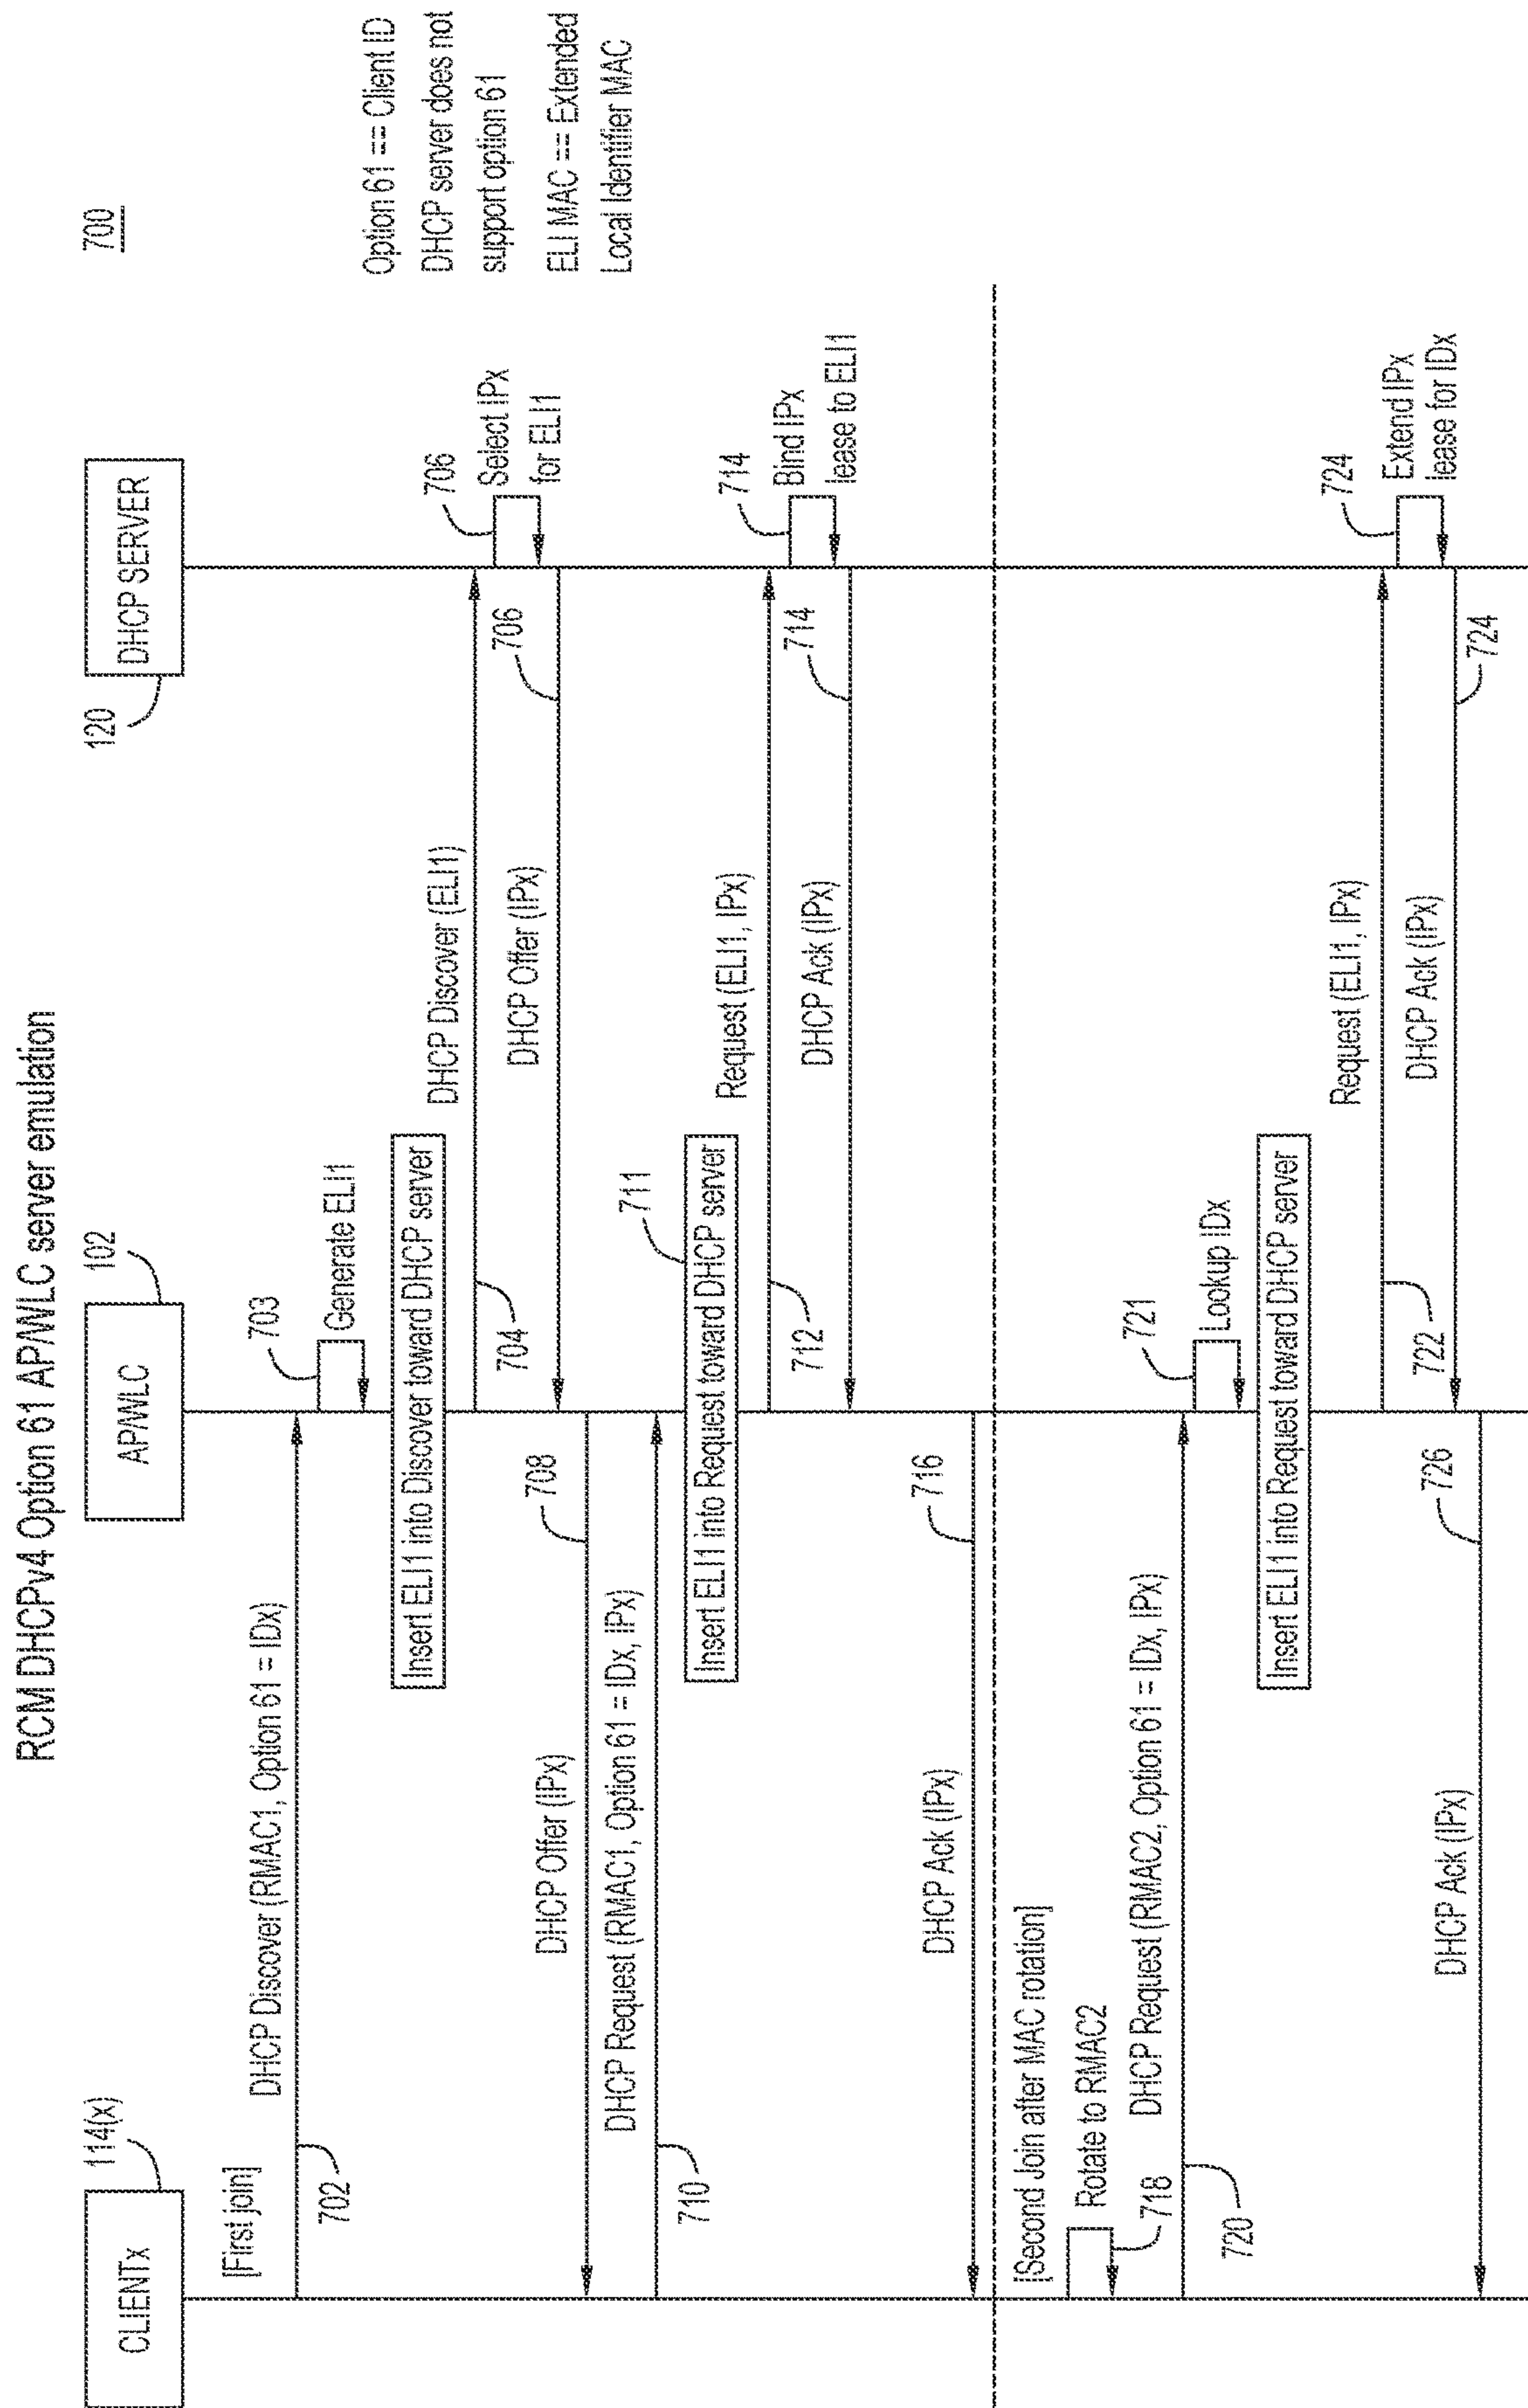 RCM DHCPv4 Option 61 AP/WLC server emulation
700
CLIENTx
114(x)
AP/WLC
102
DHCP SERVER
120
Option 61 == Client ID
DHCP server does not
support option 61
ELI MAC == Extended
Local Identifier MAC
[First join]
DHCP Discover (RMAC1, Option 61 = IDx)
702
703
Generate ELI1
Insert ELI1 into Discover toward DHCP server
DHCP Discover (ELI1)
704
706
Select IPx
for ELI1
DHCP Offer (IPx)
706
DHCP Offer (IPx)
708
DHCP Request (RMAC1, Option 61 = IDx, IPx)
710
711
Insert ELI1 into Request toward DHCP server
Request (ELI1, IPx)
712
714
Bind IPx
lease to ELI1
DHCP Ack (IPx)
714
DHCP Ack (IPx)
716
[Second Join after MAC rotation]
Rotate to RMAC2
718
DHCP Request (RMAC2, Option 61 = IDx, IPx)
720
721
Lookup IDx
Insert ELI1 into Request toward DHCP server
Request (ELI1, IPx)
722
724
Extend IPx
lease for IDx
DHCP Ack (IPx)
724
DHCP Ack (IPx)
726